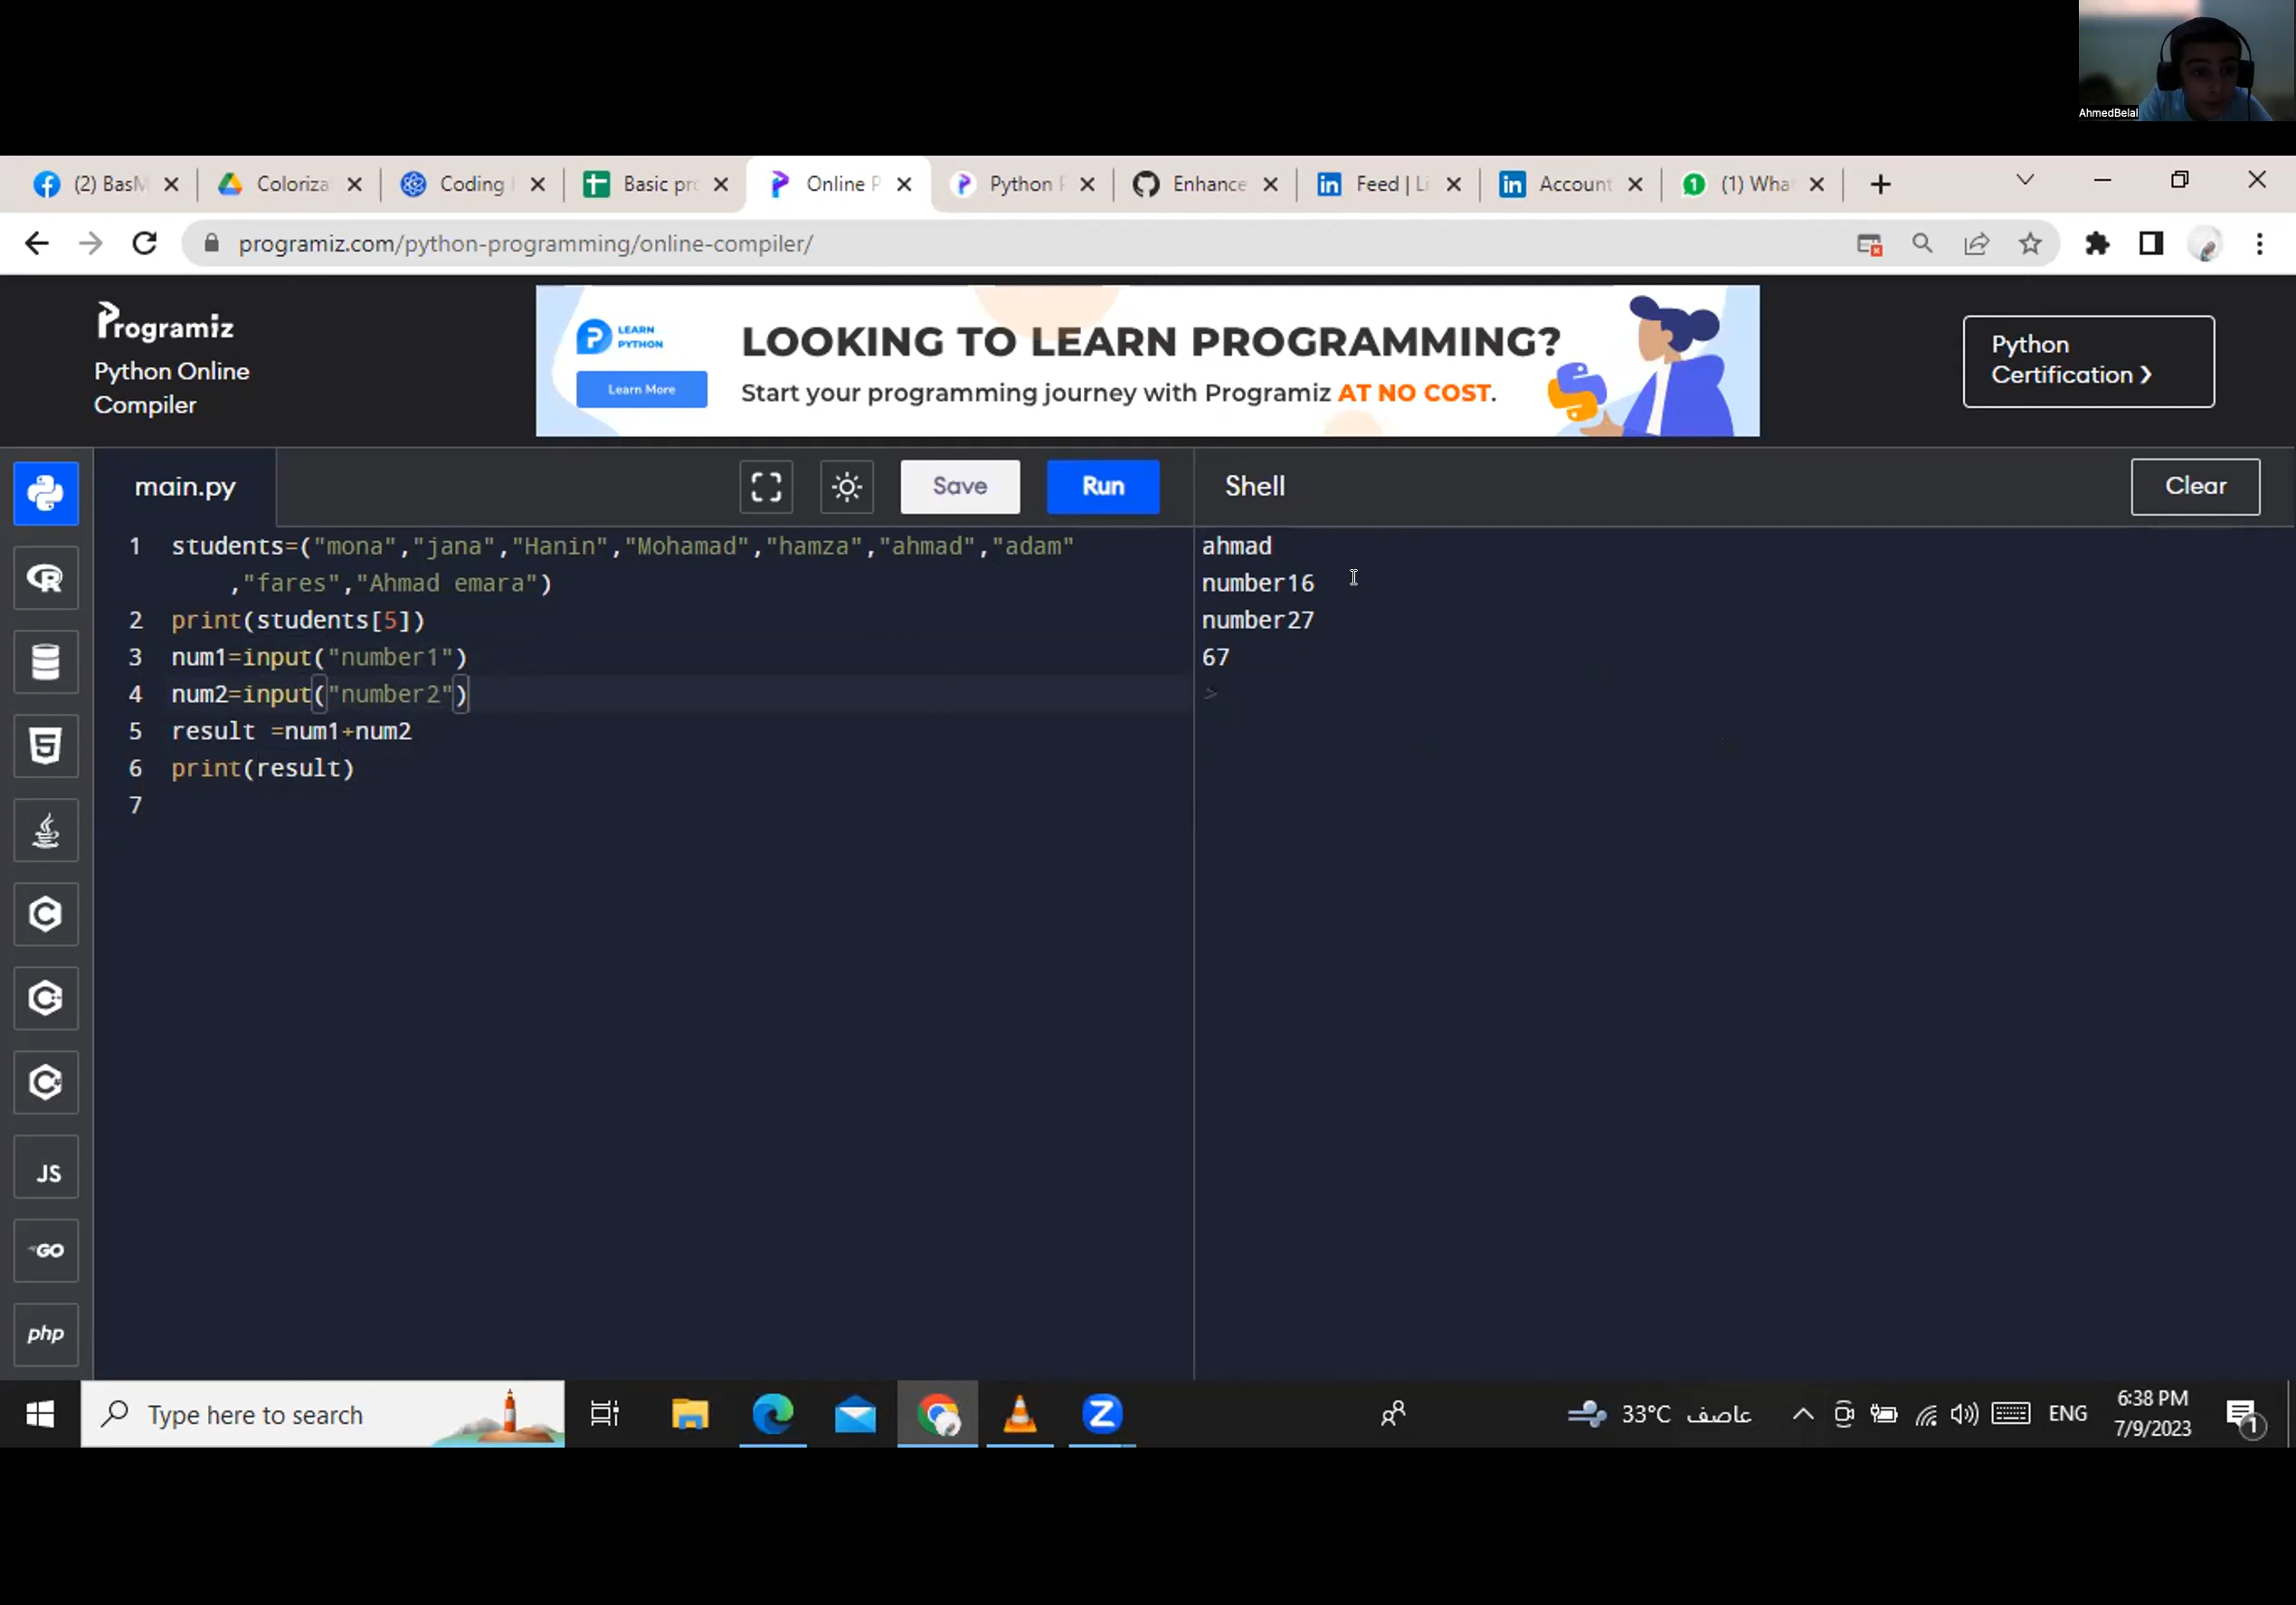 AhmedBelal
(2) BasM
Coloriza
Coding
Basic pro
Online P
Python P
Enhance
Feed | Li
Account
(1) Wha
programiz.com/python-programming/online-compiler/
Programiz
Python Online
Compiler
LEARN
PYTHON
Learn More
LOOKING TO LEARN PROGRAMMING?
Start your programming journey with Programiz AT NO COST.
Python
Certification ❯
main.py
Save
Run
Shell
Clear
1 students=("mona","jana","Hanin","Mohamad","hamza","ahmad","adam"
,"fares","Ahmad emara")
2 print(students[5])
3 num1=input("number1")
4 num2=input("number2")
5 result =num1+num2
6 print(result)
7
ahmad
number16
number27
67
>
JS
GO
php
Type here to search
33°C عاصف
ENG
6:38 PM
7/9/2023
1